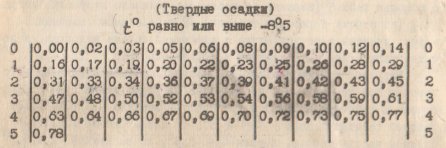 (Твердые осадки)
( t° равно или выше -8°,5
0 0,00 0,02 0,03 0,05 0,06 0,08 0,09 0,10 0,12 0,14 0
1 0,16 0,17 0,19 0,20 0,22 0,23 0,25 0,26 0,28 0,29 1
2 0,31 0,33 0,34 0,36 0,37 0,39 0,41 0,42 0,43 0,45 2
3 0,47 0,48 0,50 0,52 0,53 0,54 0,56 0,58 0,59 0,61 3
4 0,63 0,64 0,66 0,67 0,69 0,70 0,72 0,73 0,75 0,77 4
5 0,78 5